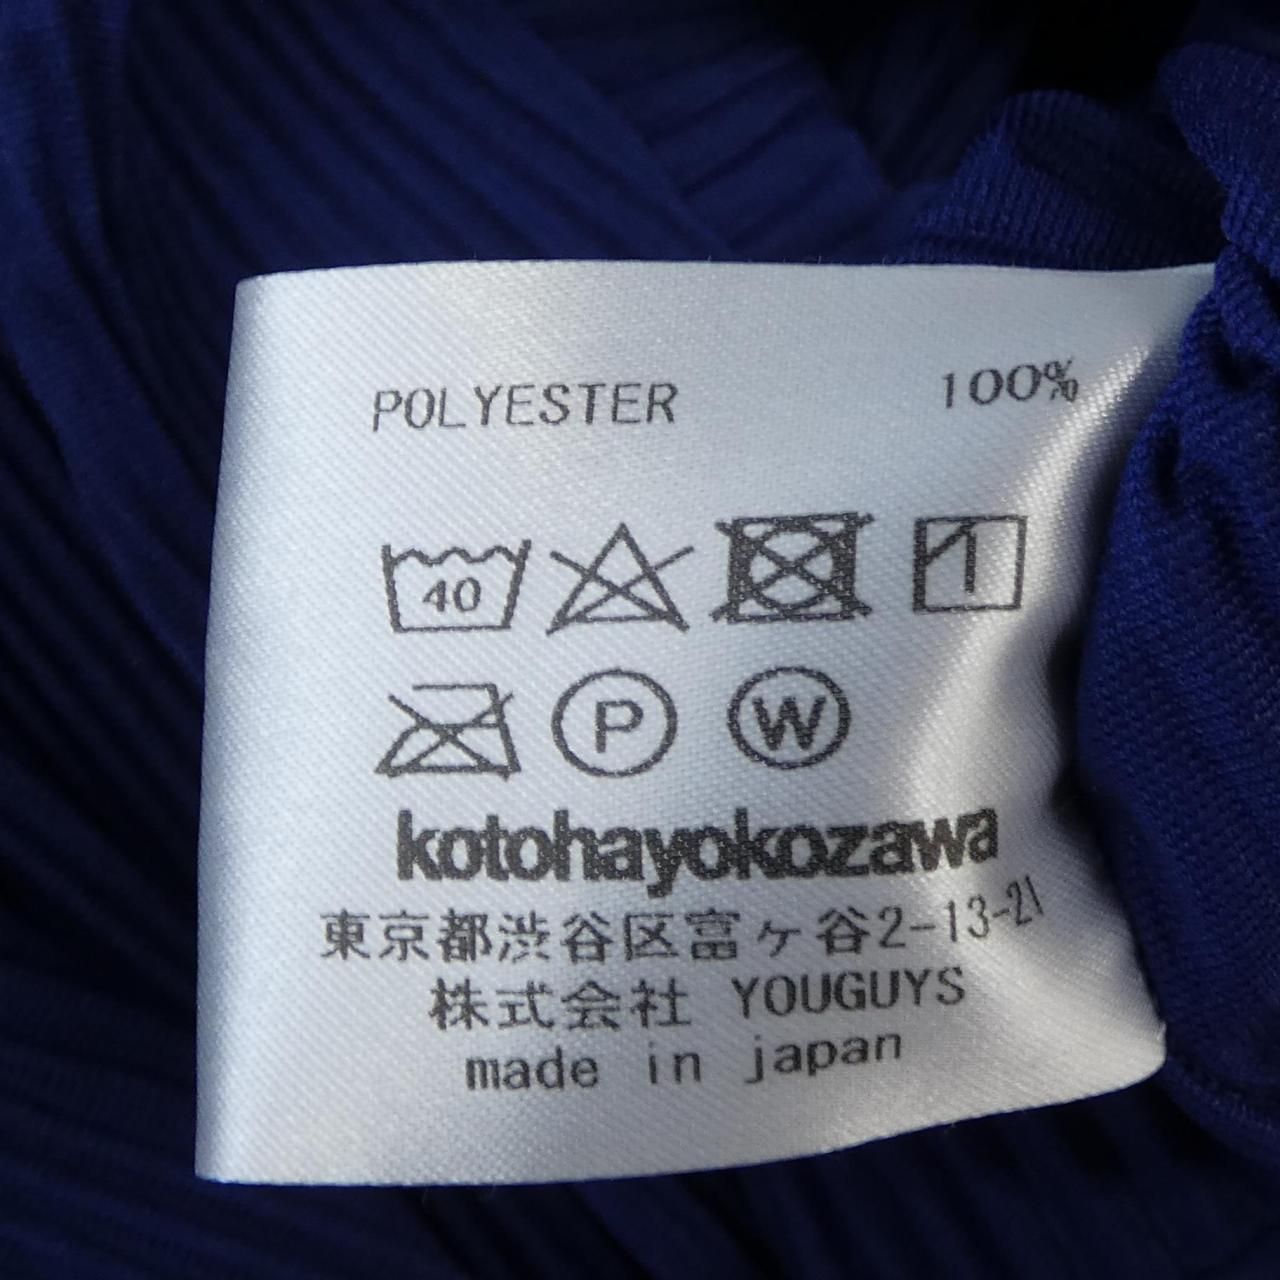 POLYESTER 100%
40
P W
kotohayokozawa
東京都渋谷区富ヶ谷2-13-21
株式会社 YOUGUYS
made in japan